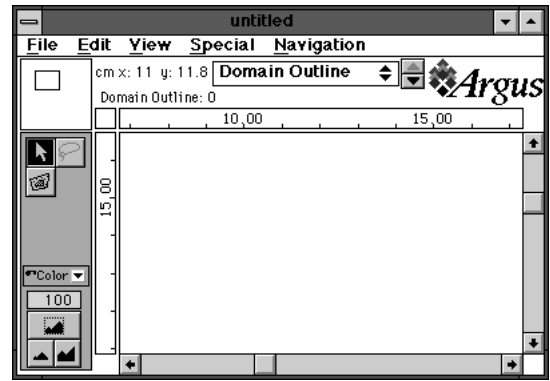 untitled
File Edit View Special Navigation
cm x: 11 y: 11.8 Domain Outline
Argus
Domain Outline: 0
10,00 15,00
15,00
Color
100